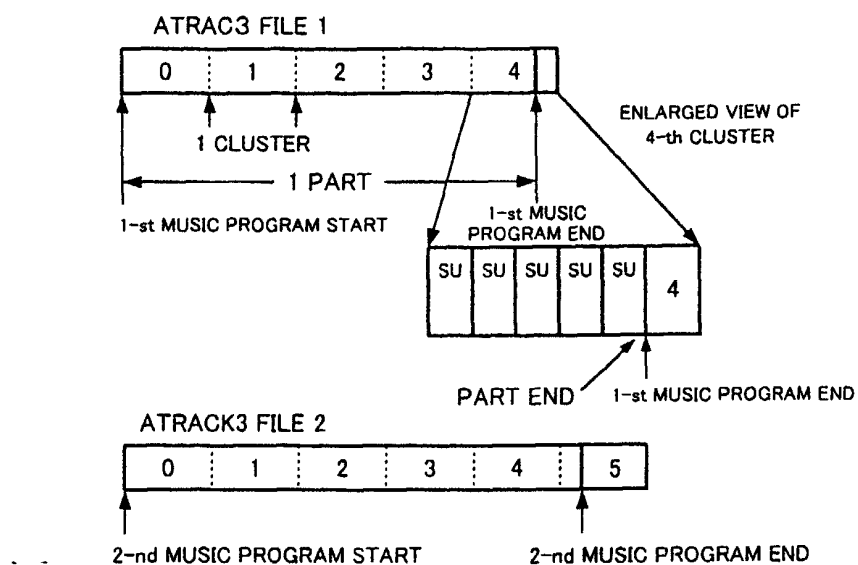 ATRAC3 FILE 1
0 1 2 3 4
1 CLUSTER
ENLARGED VIEW OF
4-th CLUSTER
1 PART
1-st MUSIC PROGRAM START
1-st MUSIC
PROGRAM END
SU SU SU SU SU 4
PART END
1-st MUSIC PROGRAM END
ATRACK3 FILE 2
0 1 2 3 4 5
2-nd MUSIC PROGRAM START
2-nd MUSIC PROGRAM END